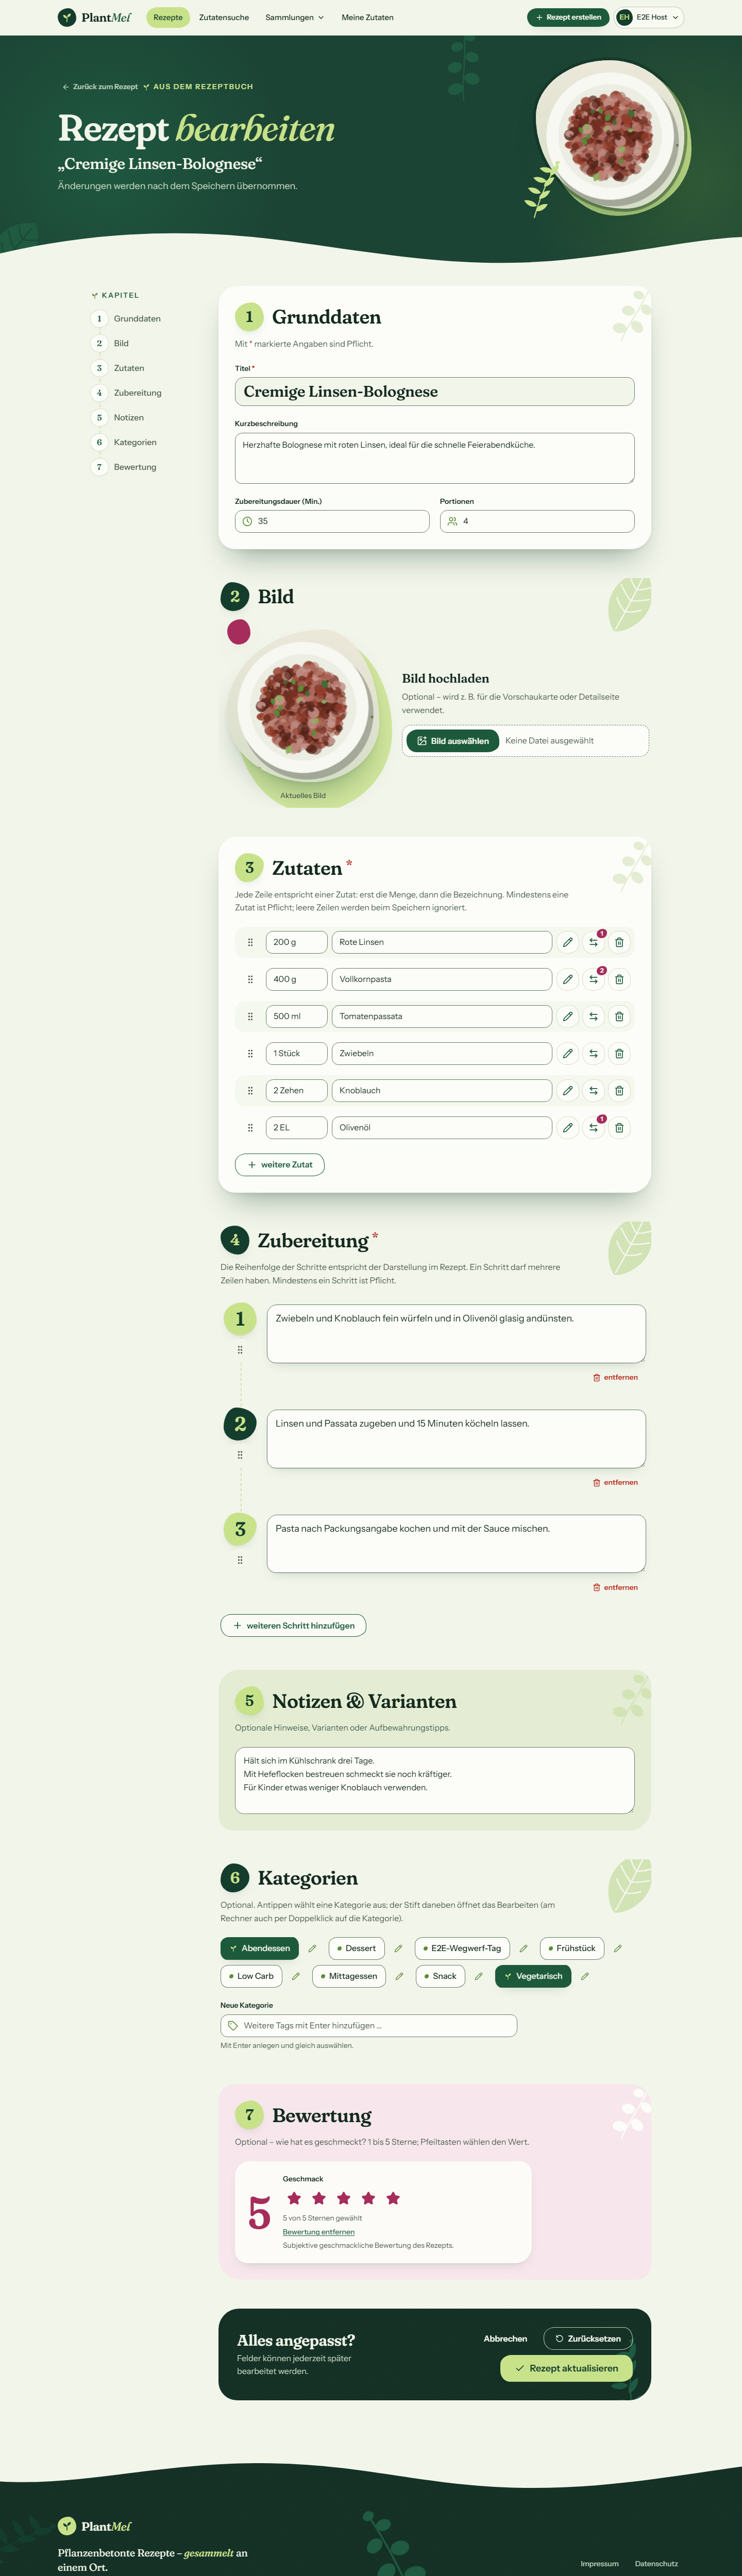 PlantMef
Rezepte
Zutatensuche
Sammlungen
Meine Zutaten
Rezept erstellen
EH
E2E Host
Zurück zum Rezept
AUS DEM REZEPTBUCH
Rezept bearbeiten
„Cremige Linsen-Bolognese“
Änderungen werden nach dem Speichern übernommen.
KAPITEL
1 Grunddaten
2 Bild
3 Zutaten
4 Zubereitung
5 Notizen
6 Kategorien
7 Bewertung
1 Grunddaten
Mit * markierte Angaben sind Pflicht.
Titel *
Cremige Linsen-Bolognese
Kurzbeschreibung
Herzhafte Bolognese mit roten Linsen, ideal für die schnelle Feierabendküche.
Zubereitungsdauer (Min.)
Portionen
35
4
2 Bild
Aktuelles Bild
Bild hochladen
Optional – wird z. B. für die Vorschaukarte oder Detailseite
verwendet.
Bild auswählen
Keine Datei ausgewählt
3 Zutaten *
Jede Zeile entspricht einer Zutat: erst die Menge, dann die Bezeichnung. Mindestens eine
Zutat ist Pflicht; leere Zeilen werden beim Speichern ignoriert.
200 g
Rote Linsen
1
400 g
Vollkornpasta
2
500 ml
Tomatenpassata
1 Stück
Zwiebeln
2 Zehen
Knoblauch
2 EL
Olivenöl
1
weitere Zutat
4 Zubereitung *
Die Reihenfolge der Schritte entspricht der Darstellung im Rezept. Ein Schritt darf mehrere
Zeilen haben. Mindestens ein Schritt ist Pflicht.
1
Zwiebeln und Knoblauch fein würfeln und in Olivenöl glasig andünsten.
entfernen
2
Linsen und Passata zugeben und 15 Minuten köcheln lassen.
entfernen
3
Pasta nach Packungsangabe kochen und mit der Sauce mischen.
entfernen
weiteren Schritt hinzufügen
5 Notizen & Varianten
Optionale Hinweise, Varianten oder Aufbewahrungstipps.
Hält sich im Kühlschrank drei Tage.
Mit Hefeflocken bestreuen schmeckt sie noch kräftiger.
Für Kinder etwas weniger Knoblauch verwenden.
6 Kategorien
Optional. Antippen wählt eine Kategorie aus; der Stift daneben öffnet das Bearbeiten (am
Rechner auch per Doppelklick auf die Kategorie).
Abendessen
Dessert
E2E-Wegwerf-Tag
Frühstück
Low Carb
Mittagessen
Snack
Vegetarisch
Neue Kategorie
Weitere Tags mit Enter hinzufügen ...
Mit Enter anlegen und gleich auswählen.
7 Bewertung
Optional – wie hat es geschmeckt? 1 bis 5 Sterne; Pfeiltasten wählen den Wert.
5
Geschmack
5 von 5 Sternen gewählt
Bewertung entfernen
Subjektive geschmackliche Bewertung des Rezepts.
Alles angepasst?
Felder können jederzeit später
bearbeitet werden.
Abbrechen
Zurücksetzen
Rezept aktualisieren
PlantMef
Pflanzenbetonte Rezepte – gesammelt an
einem Ort.
Impressum
Datenschutz